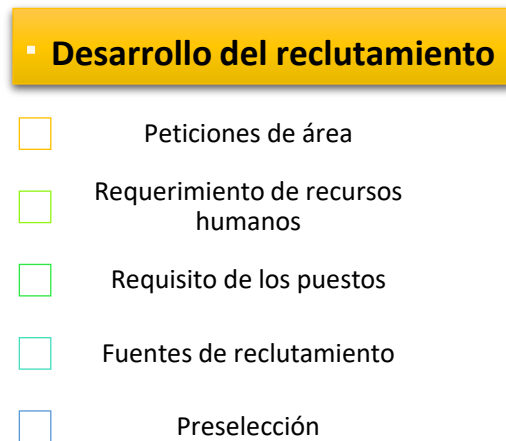 Desarrollo del reclutamiento
Peticiones de área
Requerimiento de recursos
humanos
Requisito de los puestos
Fuentes de reclutamiento
Preselección